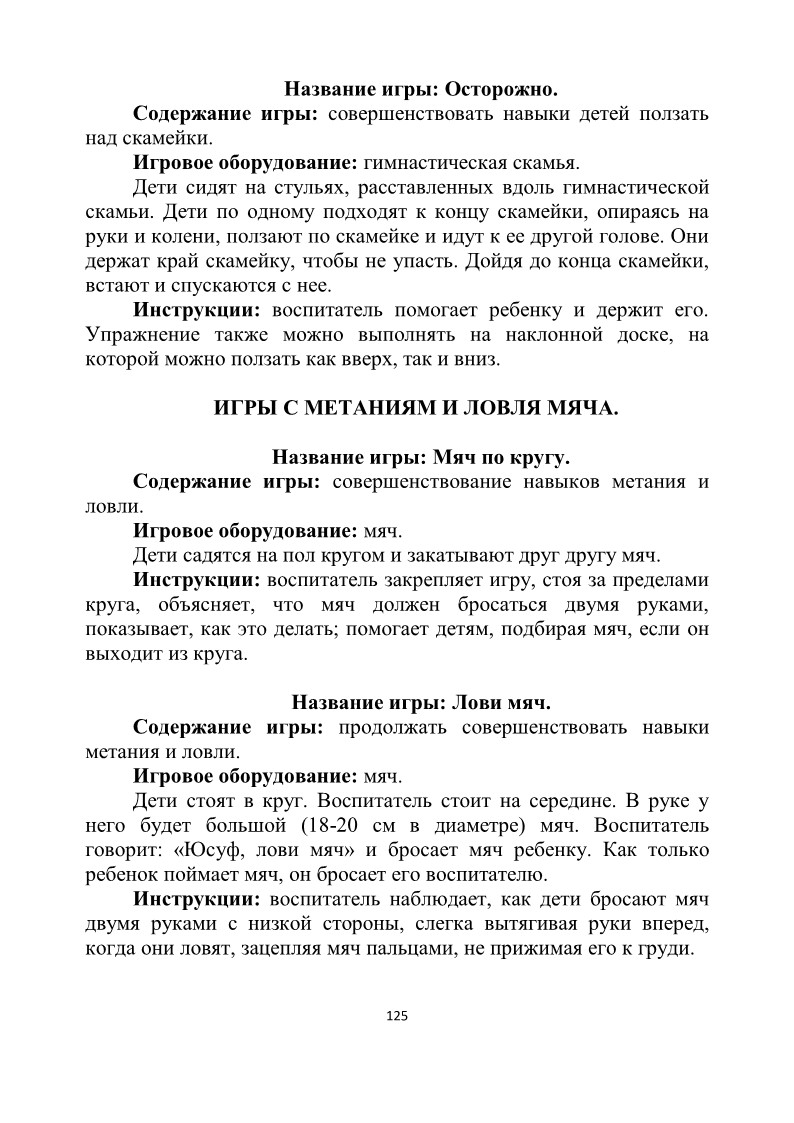 Название игры: Осторожно.
Содержание игры: совершенствовать навыки детей ползать
над скамейки.
Игровое оборудование: гимнастическая скамья.
Дети сидят на стульях, расставленных вдоль гимнастической
скамьи. Дети по одному подходят к концу скамейки, опираясь на
руки и колени, ползают по скамейке и идут к ее другой голове. Они
держат край скамейку, чтобы не упасть. Дойдя до конца скамейки,
встают и спускаются с нее.
Инструкции: воспитатель помогает ребенку и держит его.
Упражнение также можно выполнять на наклонной доске, на
которой можно ползать как вверх, так и вниз.
ИГРЫ С МЕТАНИЯМ И ЛОВЛЯ МЯЧА.
Название игры: Мяч по кругу.
Содержание игры: совершенствование навыков метания и
ловли.
Игровое оборудование: мяч.
Дети садятся на пол кругом и закатывают друг другу мяч.
Инструкции: воспитатель закрепляет игру, стоя за пределами
круга, объясняет, что мяч должен бросаться двумя руками,
показывает, как это делать; помогает детям, подбирая мяч, если он
выходит из круга.
Название игры: Лови мяч.
Содержание игры: продолжать совершенствовать навыки
метания и ловли.
Игровое оборудование: мяч.
Дети стоят в круг. Воспитатель стоит на середине. В руке у
него будет большой (18-20 см в диаметре) мяч. Воспитатель
говорит: «Юсуф, лови мяч» и бросает мяч ребенку. Как только
ребенок поймает мяч, он бросает его воспитателю.
Инструкции: воспитатель наблюдает, как дети бросают мяч
двумя руками с низкой стороны, слегка вытягивая руки вперед,
когда они ловят, зацепляя мяч пальцами, не прижимая его к груди.
125